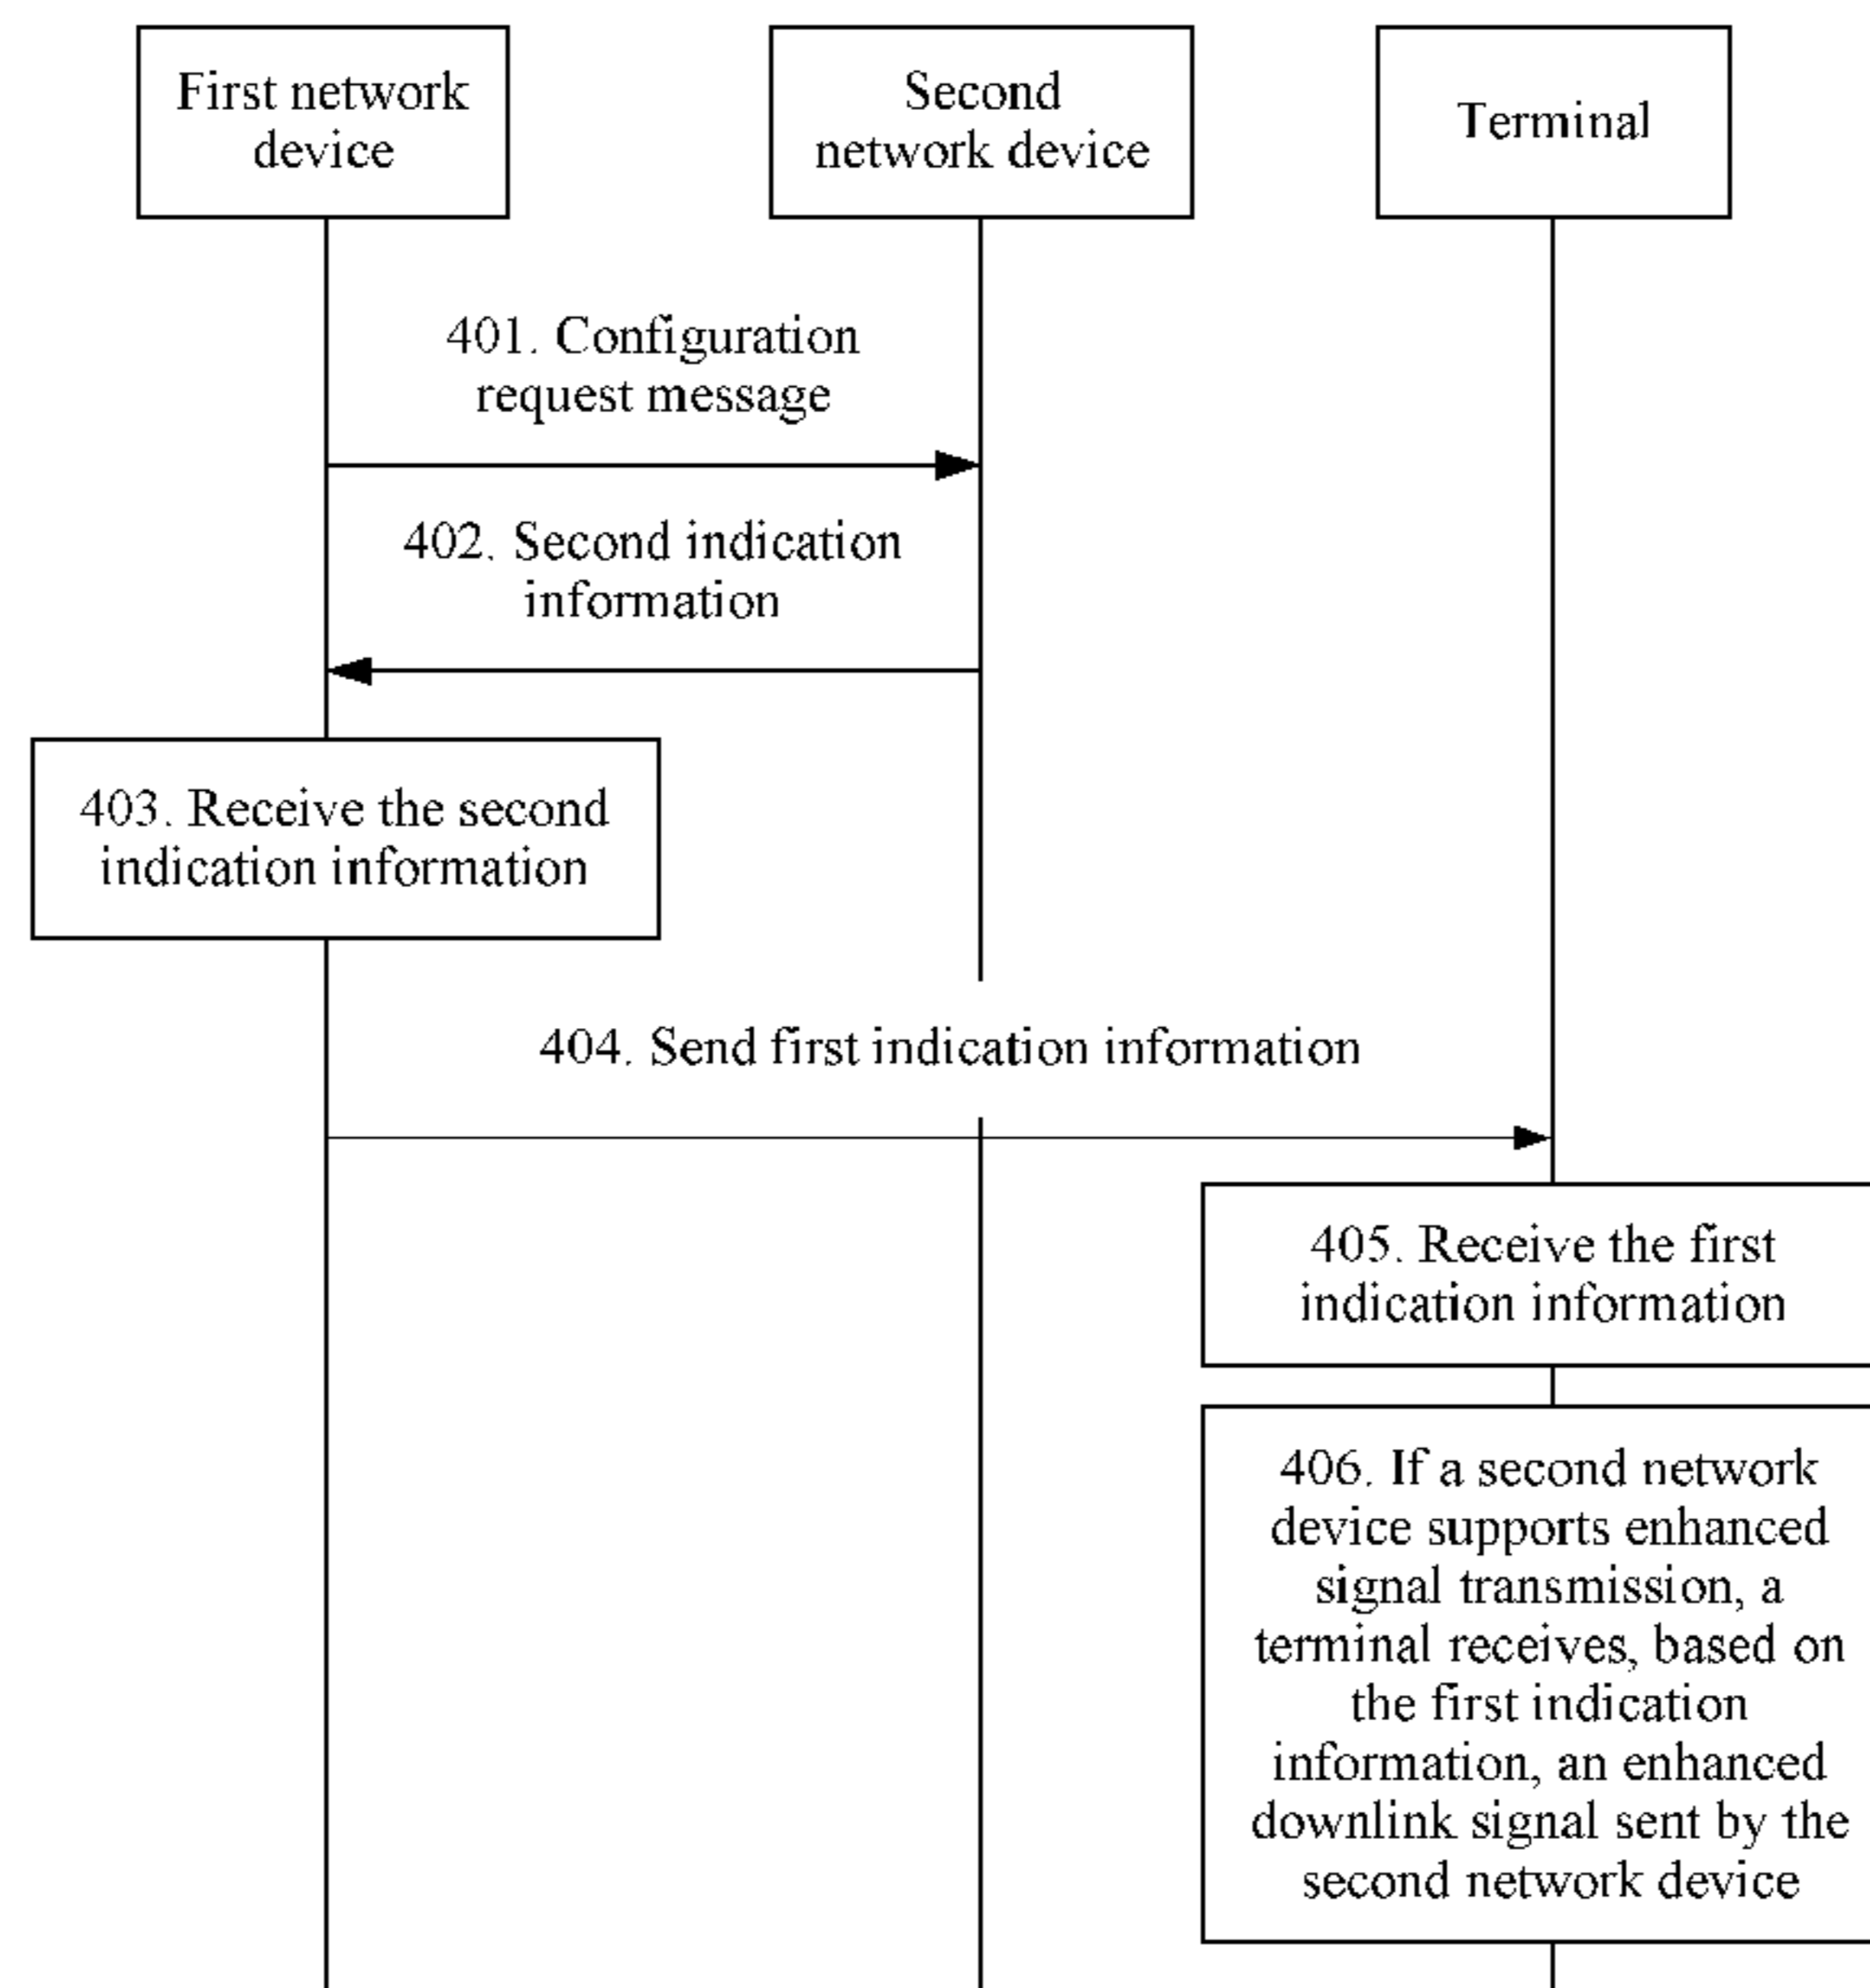 First network
device
Second
network device
Terminal
401. Configuration
request message
402. Second indication
information
403. Receive the second
indication information
404. Send first indication information
405. Receive the first
indication information
406. If a second network
device supports enhanced
signal transmission, a
terminal receives, based on
the first indication
information, an enhanced
downlink signal sent by the
second network device